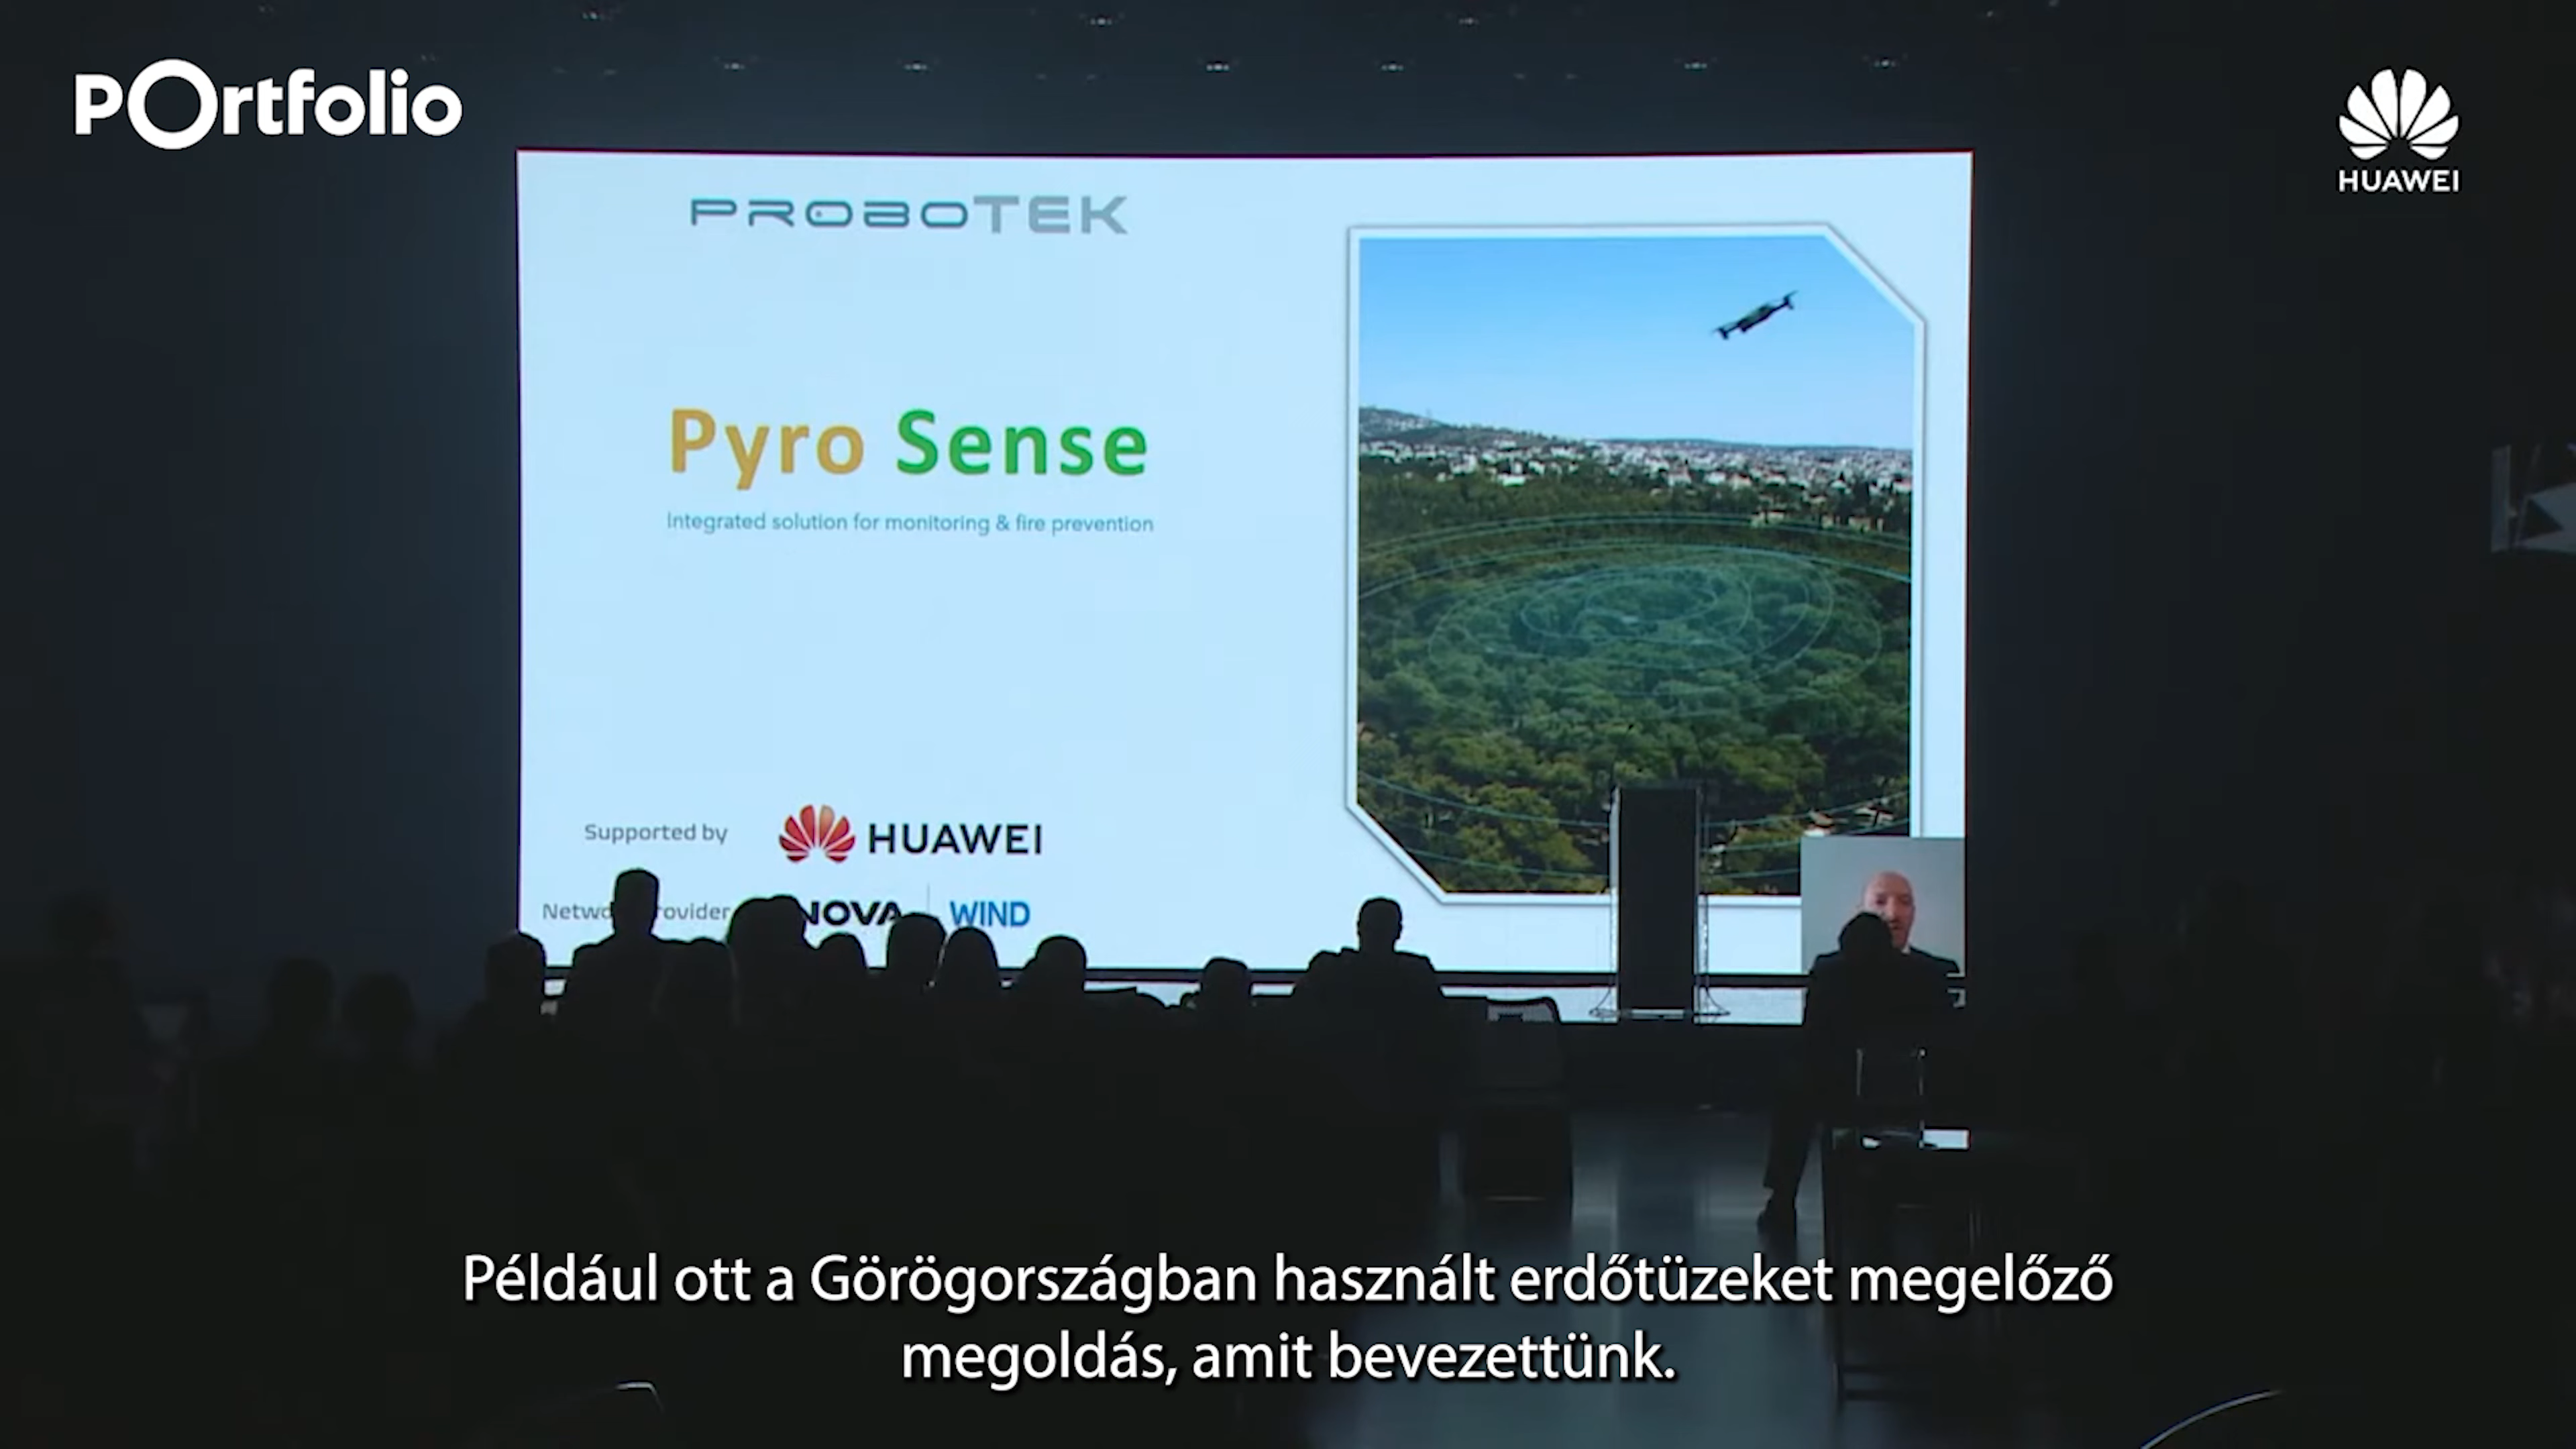 POrtfolio
HUAWEI
PROBOTEK
Pyro Sense
Integrated solution for monitoring & fire prevention
Supported by HUAWEI
NOVA WIND
Például ott a Görögországban használt erdőtüzeket megelőző
megoldás, amit bevezettünk.